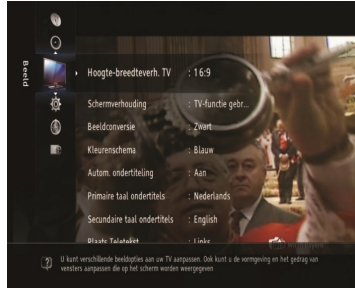 Beeld
Hoogte-breedteverh. TV : 16:9
Schermverhouding : TV-functie gebr...
Beeldconversie : Zwart
Kleurenschema : Blauw
Autom. ondertiteling : Aan
Primaire taal ondertitels : Nederlands
Secundaire taal ondertitels : English
Plaats Teletekst : Links
U kunt verschillende beeldopties aan uw TV aanpassen. Ook kunt u de vormgeving en het gedrag van
vensters aanpassen die op het scherm worden weergegeven